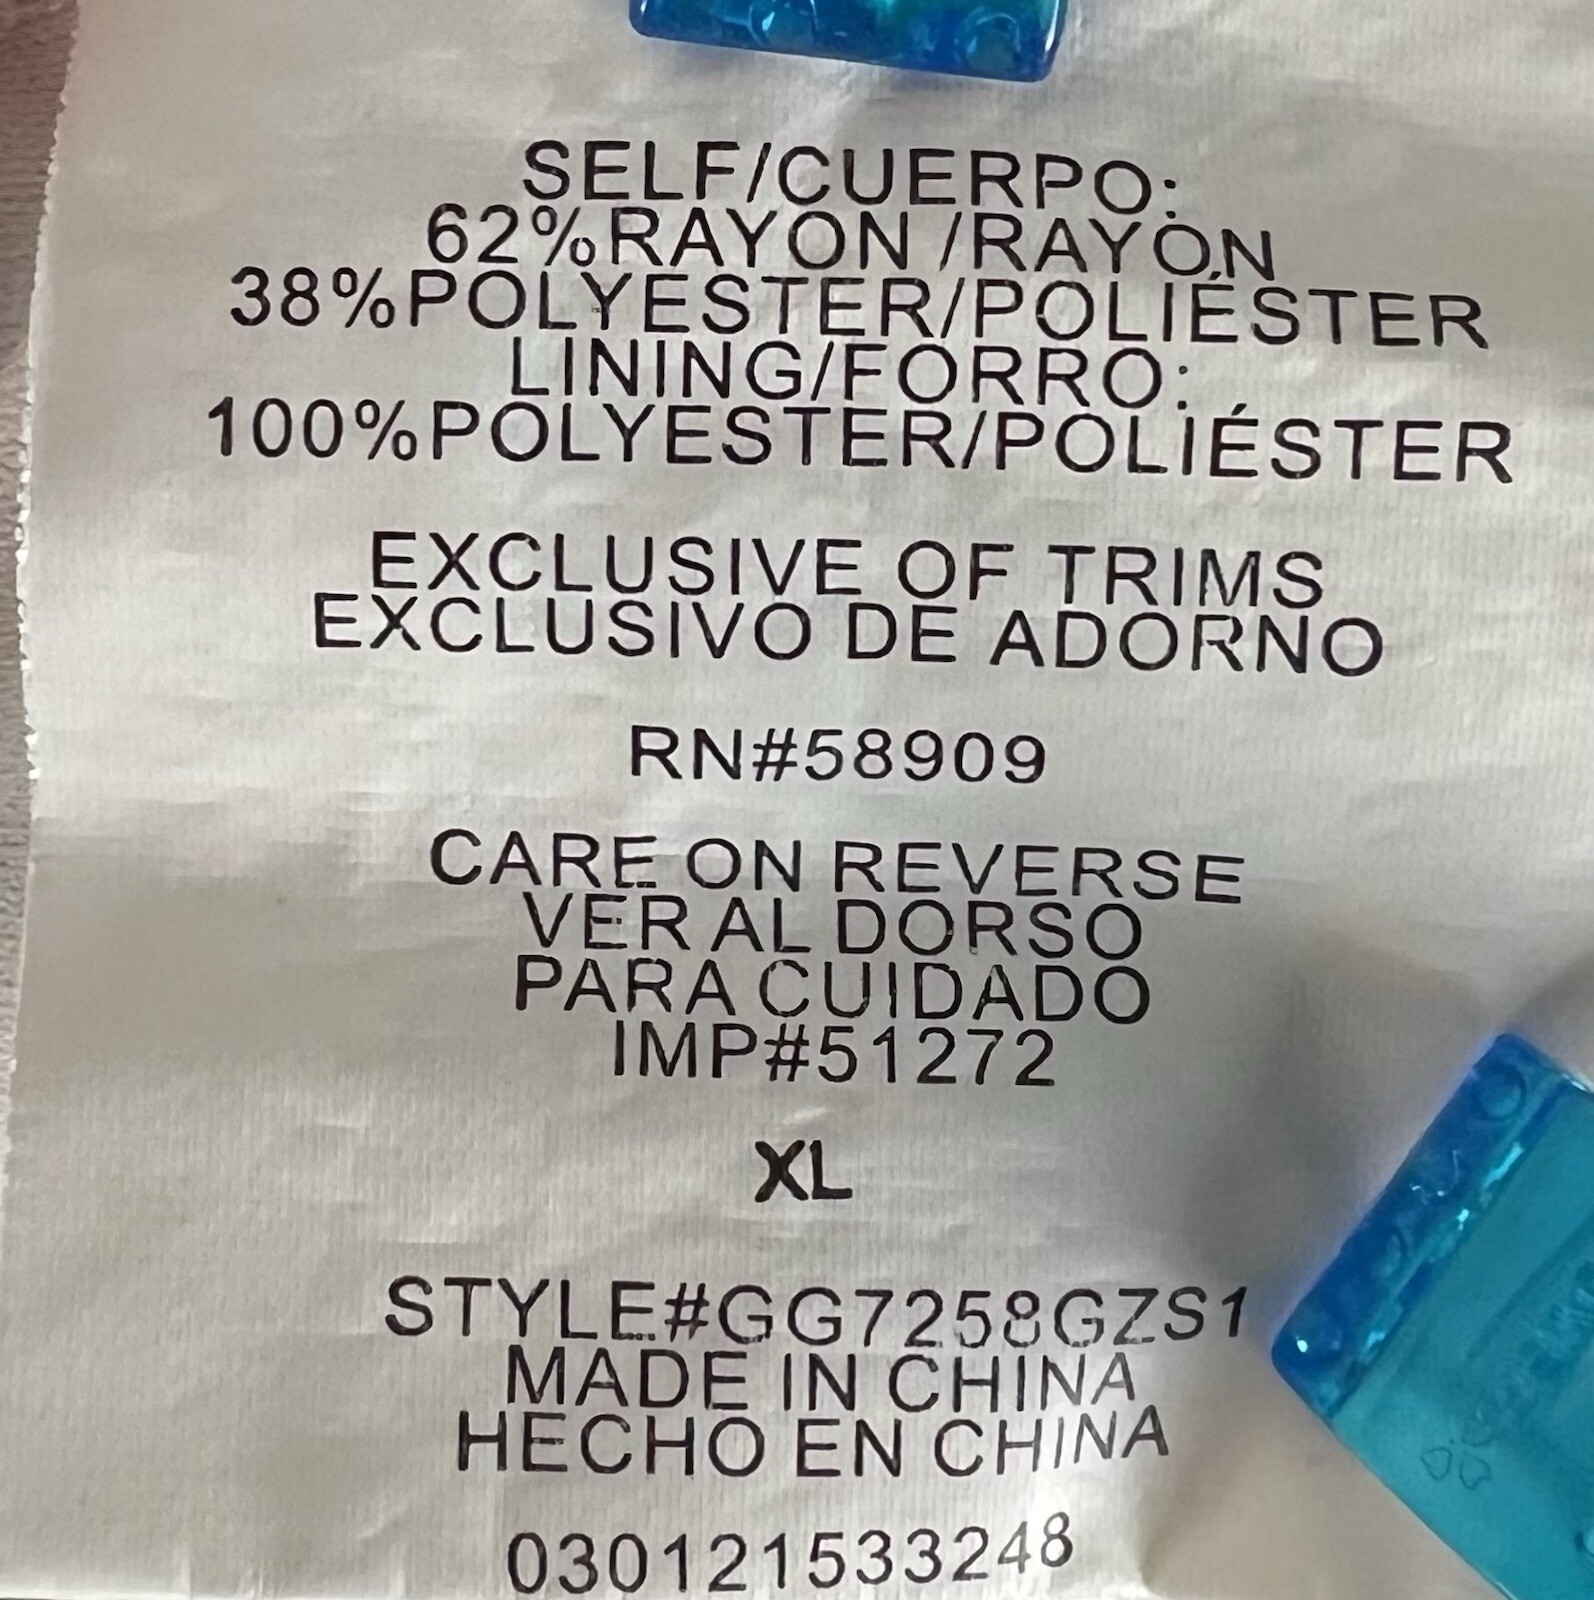 SELF/CUERPO:
62%RAYON /RAYÓN
38%POLYESTER/POLIÉSTER
LINING/FORRO:
100%POLYESTER/POLIÉSTER
EXCLUSIVE OF TRIMS
EXCLUSIVO DE ADORNO
RN#58909
CARE ON REVERSE
VER AL DORSO
PARA CUIDADO
IMP#51272
XL
STYLE#GG7258GZS1
MADE IN CHINA
HECHO EN CHINA
030121533248